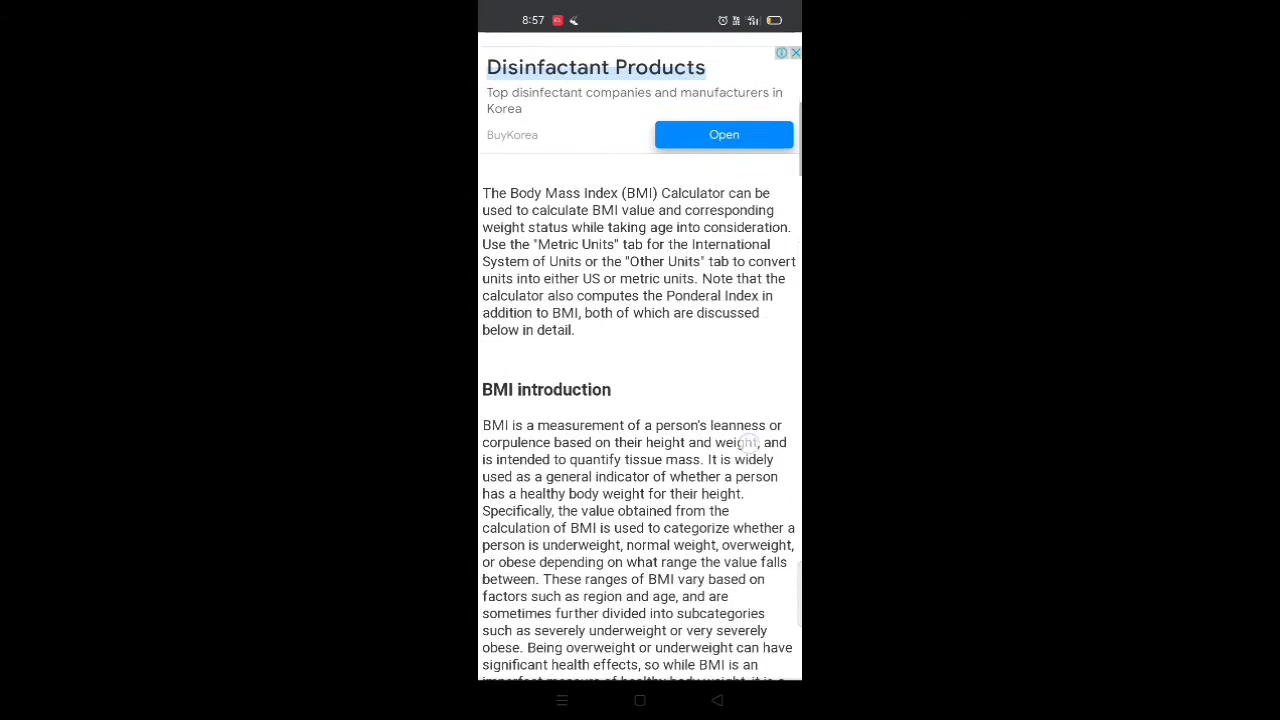 8:57
Disinfactant Products
Top disinfectant companies and manufacturers in
Korea
BuyKorea
Open
The Body Mass Index (BMI) Calculator can be
used to calculate BMI value and corresponding
weight status while taking age into consideration.
Use the "Metric Units" tab for the International
System of Units or the "Other Units" tab to convert
units into either US or metric units. Note that the
calculator also computes the Ponderal Index in
addition to BMI, both of which are discussed
below in detail.
BMI introduction
BMI is a measurement of a person's leanness or
corpulence based on their height and weight, and
is intended to quantify tissue mass. It is widely
used as a general indicator of whether a person
has a healthy body weight for their height.
Specifically, the value obtained from the
calculation of BMI is used to categorize whether a
person is underweight, normal weight, overweight,
or obese depending on what range the value falls
between. These ranges of BMI vary based on
factors such as region and age, and are
sometimes further divided into subcategories
such as severely underweight or very severely
obese. Being overweight or underweight can have
significant health effects, so while BMI is an
imperfect measure of healthy body weight, it is a